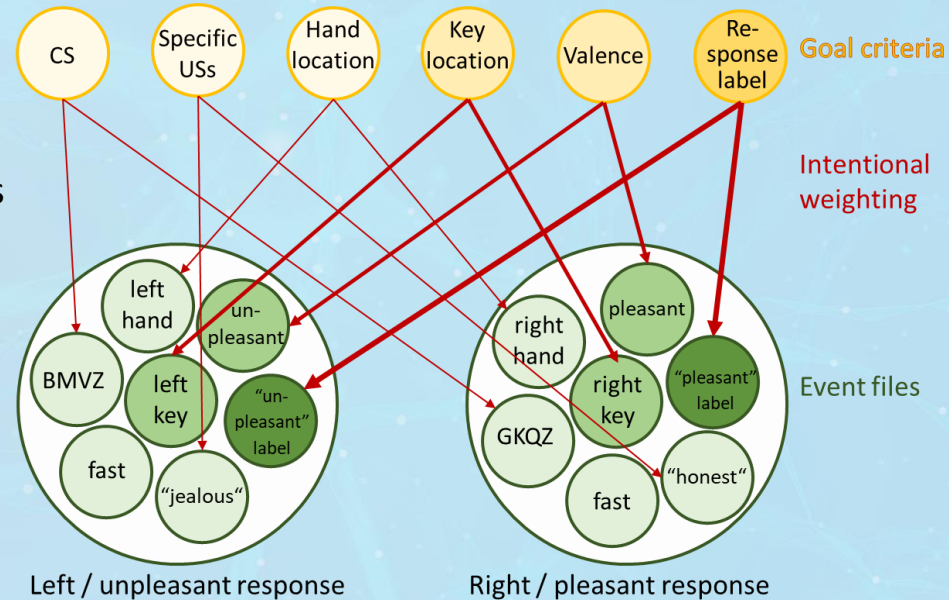 CS
Specific
USs
Hand
location
Key
location
Valence
Re-
sponse
label
Goal criteria
Intentional
weighting
s
left
hand
un-
pleasant
BMVZ
left
key
"un-
pleasant"
label
fast
"jealous"
right
hand
pleasant
right
key
"pleasant"
label
GKQZ
fast
"honest"
Event files
Left / unpleasant response
Right / pleasant response